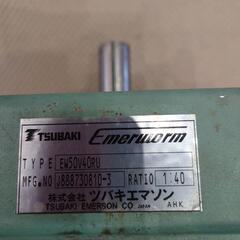 TSUBAKI Emerworm
TYPE EW50V40RU
MFG.NO J888730810-3 RATIO 1:40
株式会社 ツバキエマソン
TSUBAKI EMERSON CO JAPAN AHK